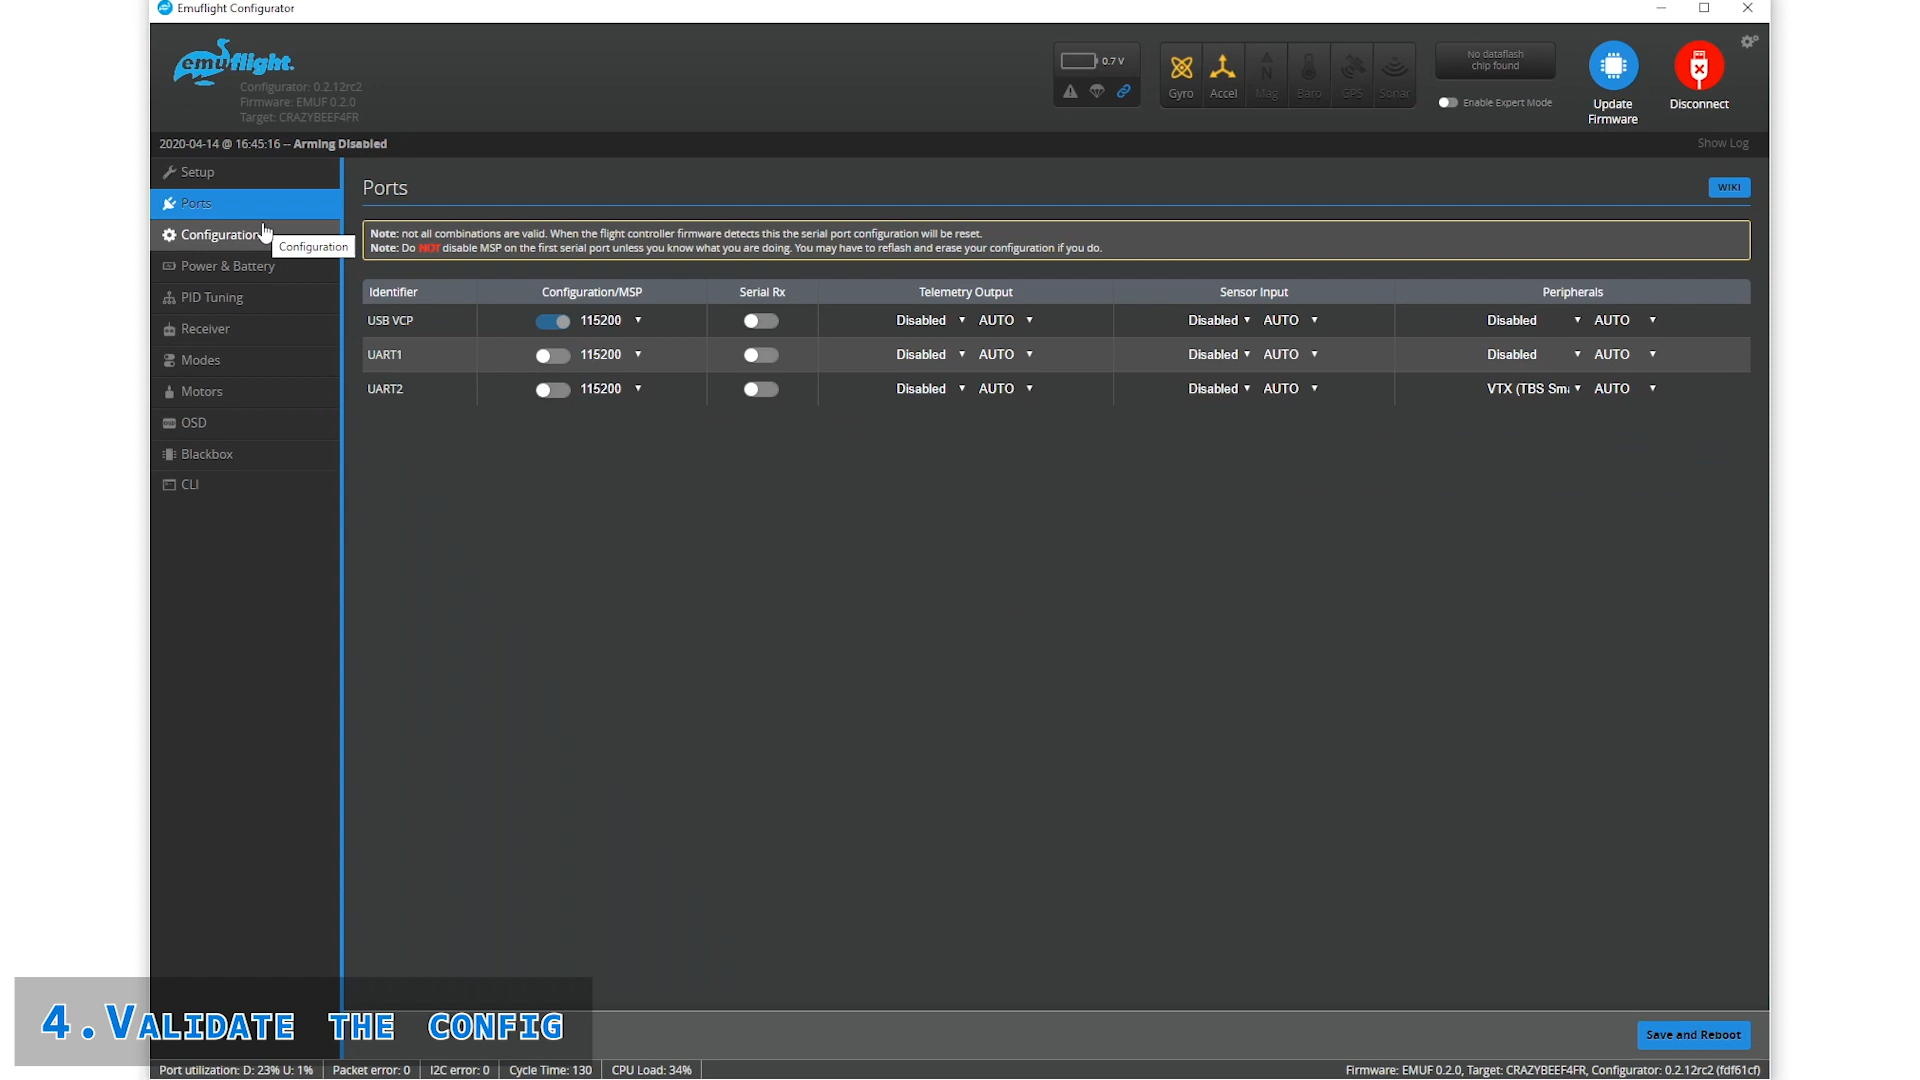 Emuflight Configurator
emuflight.
Configurator: 0.2.12rc2
Firmware: EMUF 0.2.0
Target: CRAZYBEEF4FR
0.7 V
Gyro Accel Mag Baro GPS Sonar
No dataflash
chip found
Enable Expert Mode
Update
Firmware
Disconnect
2020-04-14 @ 16:45:16 -- Arming Disabled
Show Log
Setup
Ports
Configuration
Configuration
Power & Battery
PID Tuning
Receiver
Modes
Motors
OSD
Blackbox
CLI
Ports
WIKI
Note: not all combinations are valid. When the flight controller firmware detects this the serial port configuration will be reset.
Note: Do NOT disable MSP on the first serial port unless you know what you are doing. You may have to reflash and erase your configuration if you do.
Identifier Configuration/MSP Serial Rx Telemetry Output Sensor Input Peripherals
USB VCP 115200 Disabled AUTO Disabled AUTO Disabled AUTO
UART1 115200 Disabled AUTO Disabled AUTO Disabled AUTO
UART2 115200 Disabled AUTO Disabled AUTO VTX (TBS Sma AUTO
4.Validate the config
Save and Reboot
Port utilization: D: 23% U: 1% Packet error: 0 I2C error: 0 Cycle Time: 130 CPU Load: 34%
Firmware: EMUF 0.2.0, Target: CRAZYBEEF4FR, Configurator: 0.2.12rc2 (fdf61cf)